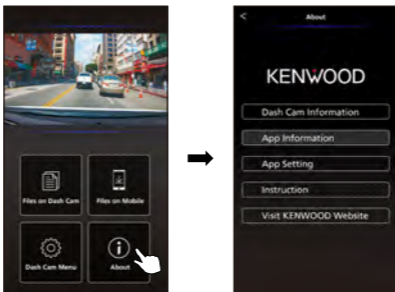 Files on Dash Cam
Files on Mobile
Dash Cam Menu
About
<
About
KENWOOD
Dash Cam Information
App Information
App Setting
Instruction
Visit KENWOOD Website